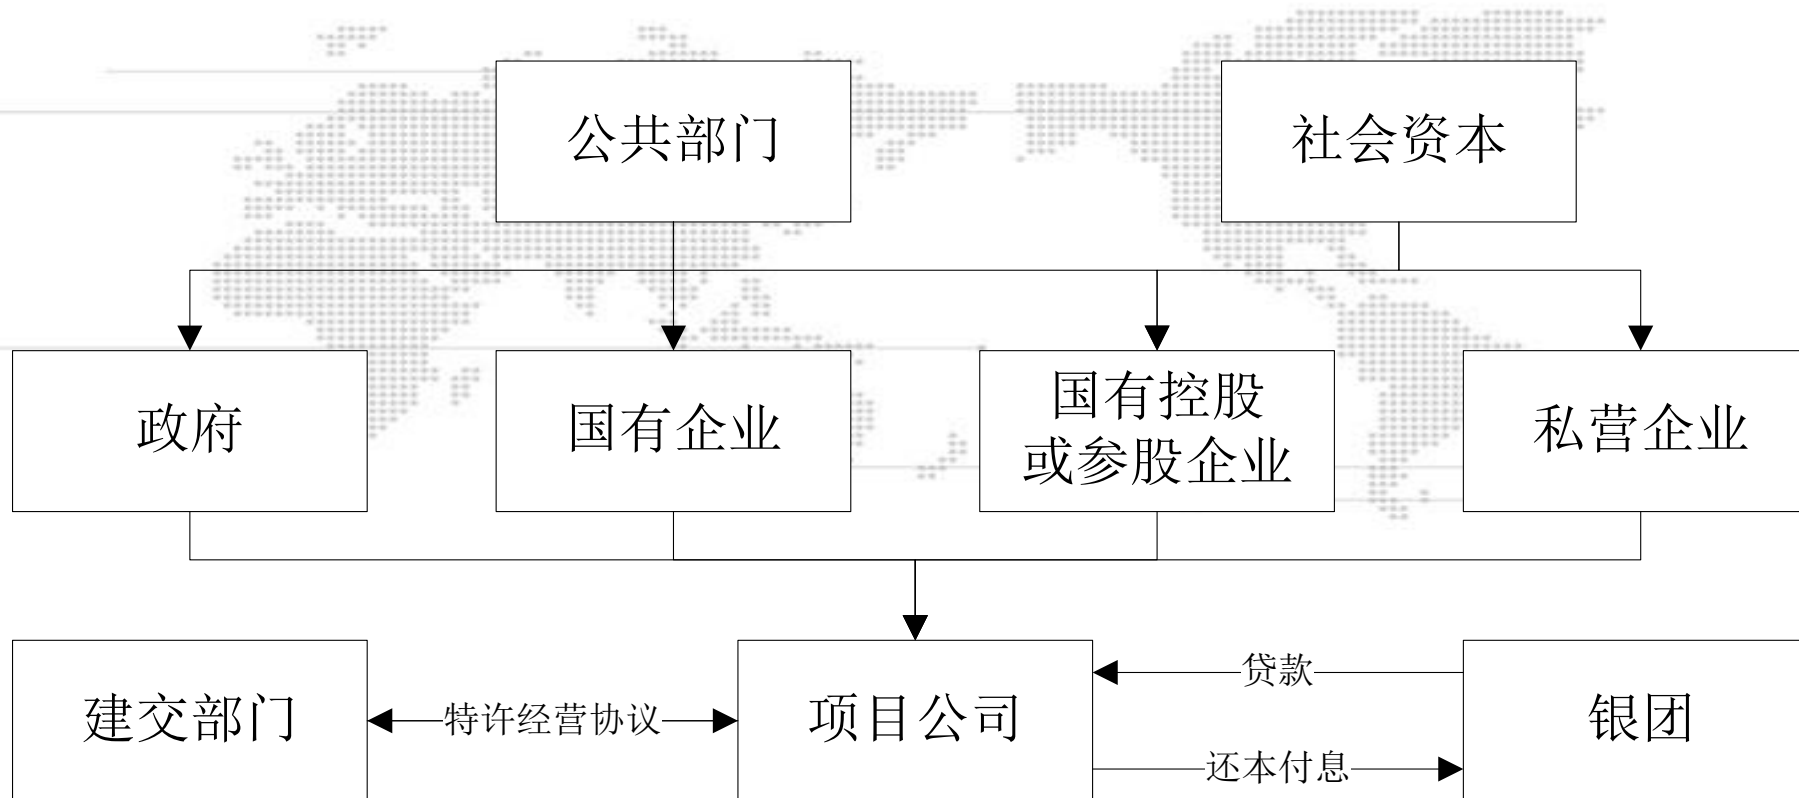 公共部门
社会资本
政府
国有企业
国有控股
或参股企业
私营企业
建交部门
特许经营协议
项目公司
贷款
还本付息
银团